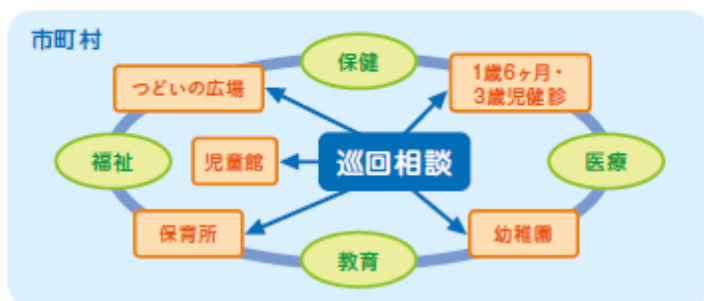 市町村
保健
つどいの広場
1歳6ヶ月・
3歳児健診
福祉
児童館
巡回相談
医療
保育所
幼稚園
教育